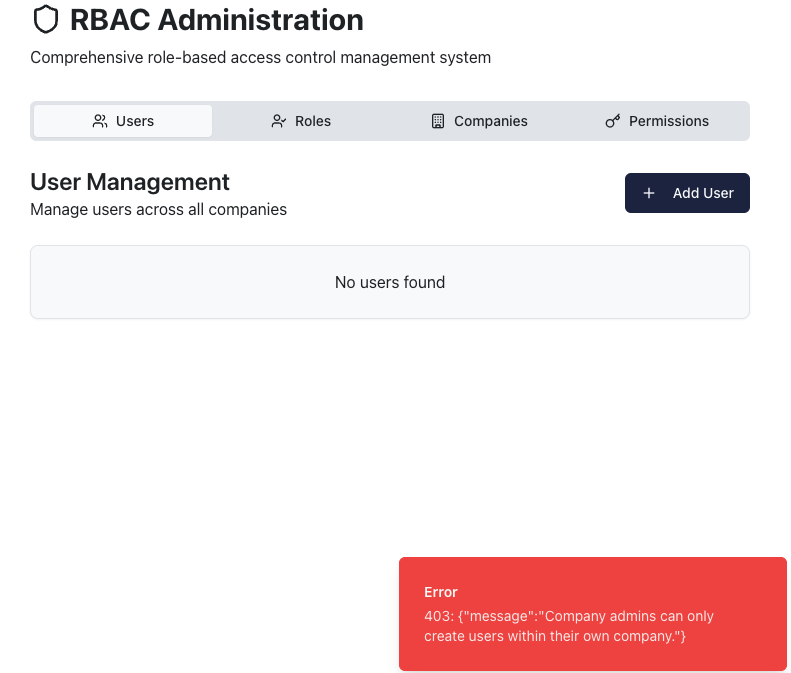 RBAC Administration
Comprehensive role-based access control management system
Users
Roles
Companies
Permissions
User Management
Manage users across all companies
Add User
No users found
Error
403: {"message":"Company admins can only
create users within their own company."}